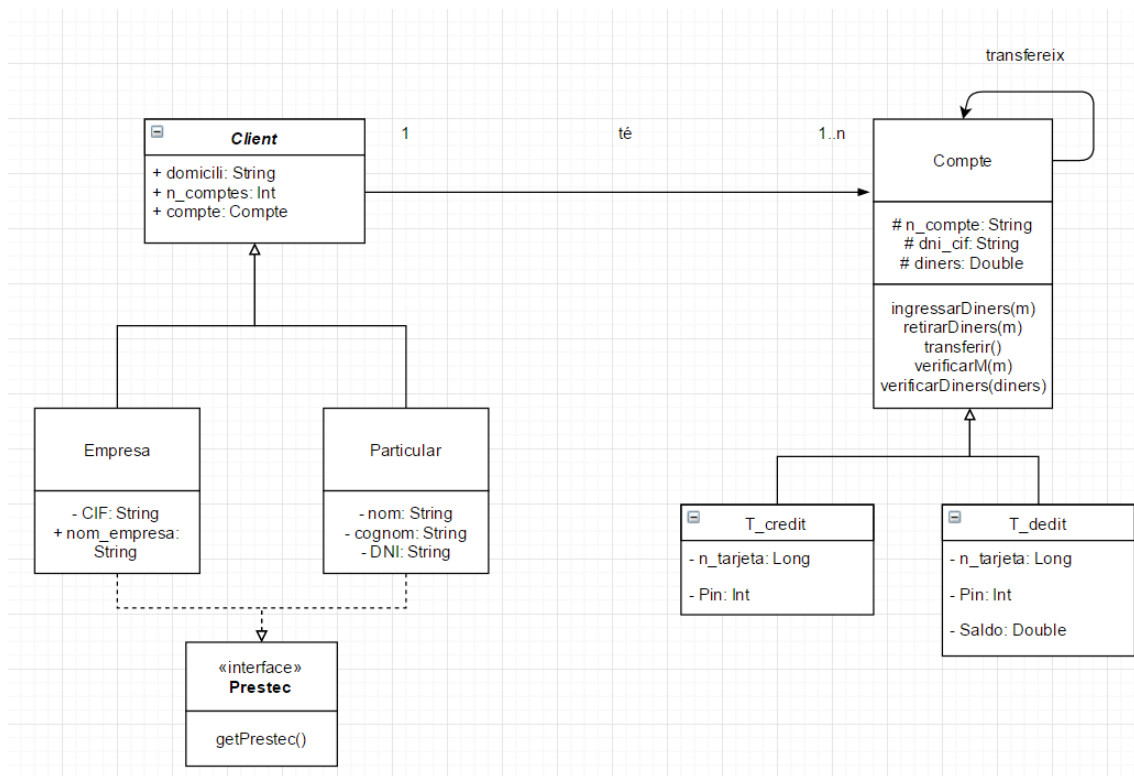 transfereix
Client
1
té
1..n
+ domicili: String
+ n_comptes: Int
+ compte: Compte
Compte
# n_compte: String
# dni_cif: String
# diners: Double
ingressarDiners(m)
retirarDiners(m)
transferir()
verificarM(m)
verificarDiners(diners)
Empresa
- CIF: String
+ nom_empresa:
String
Particular
- nom: String
- cognom: String
- DNI: String
T_credit
- n_tarjeta: Long
- Pin: Int
T_dedit
- n_tarjeta: Long
- Pin: Int
- Saldo: Double
«interface»
Prestec
getPrestec()